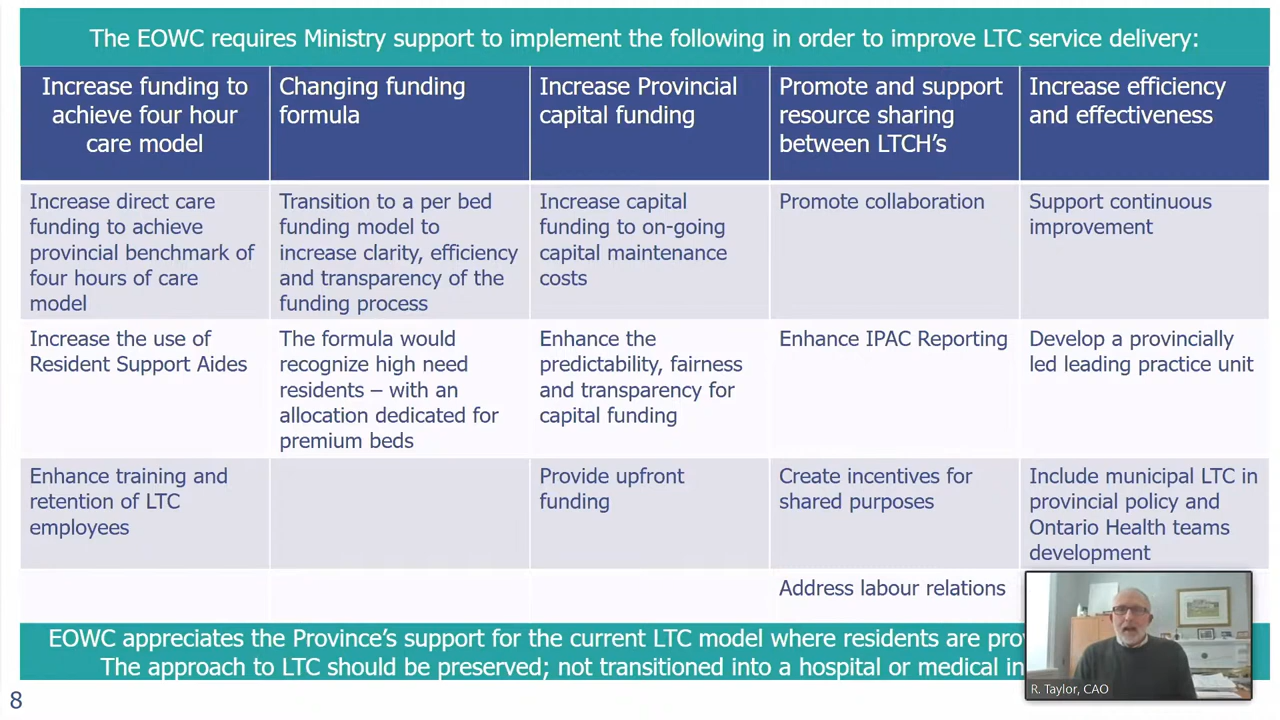 The EOWC requires Ministry support to implement the following in order to improve LTC service delivery:
Increase funding to
achieve four hour
care model
Changing funding
formula
Increase Provincial
capital funding
Promote and support
resource sharing
between LTCH's
Increase efficiency
and effectiveness
Increase direct care
funding to achieve
provincial benchmark of
four hours of care
model
Transition to a per bed
funding model to
increase clarity, efficiency
and transparency of the
funding process
Increase capital
funding to on-going
capital maintenance
costs
Promote collaboration
Support continuous
improvement
Increase the use of
Resident Support Aides
The formula would
recognize high need
residents – with an
allocation dedicated for
premium beds
Enhance the
predictability, fairness
and transparency for
capital funding
Enhance IPAC Reporting
Develop a provincially
led leading practice unit
Enhance training and
retention of LTC
employees
Provide upfront
funding
Create incentives for
shared purposes
Include municipal LTC in
provincial policy and
Ontario Health teams
development
Address labour relations
EOWC appreciates the Province's support for the current LTC model where residents are
The approach to LTC should be preserved; not transitioned into a hospital or medical
R. Taylor, CAO
8